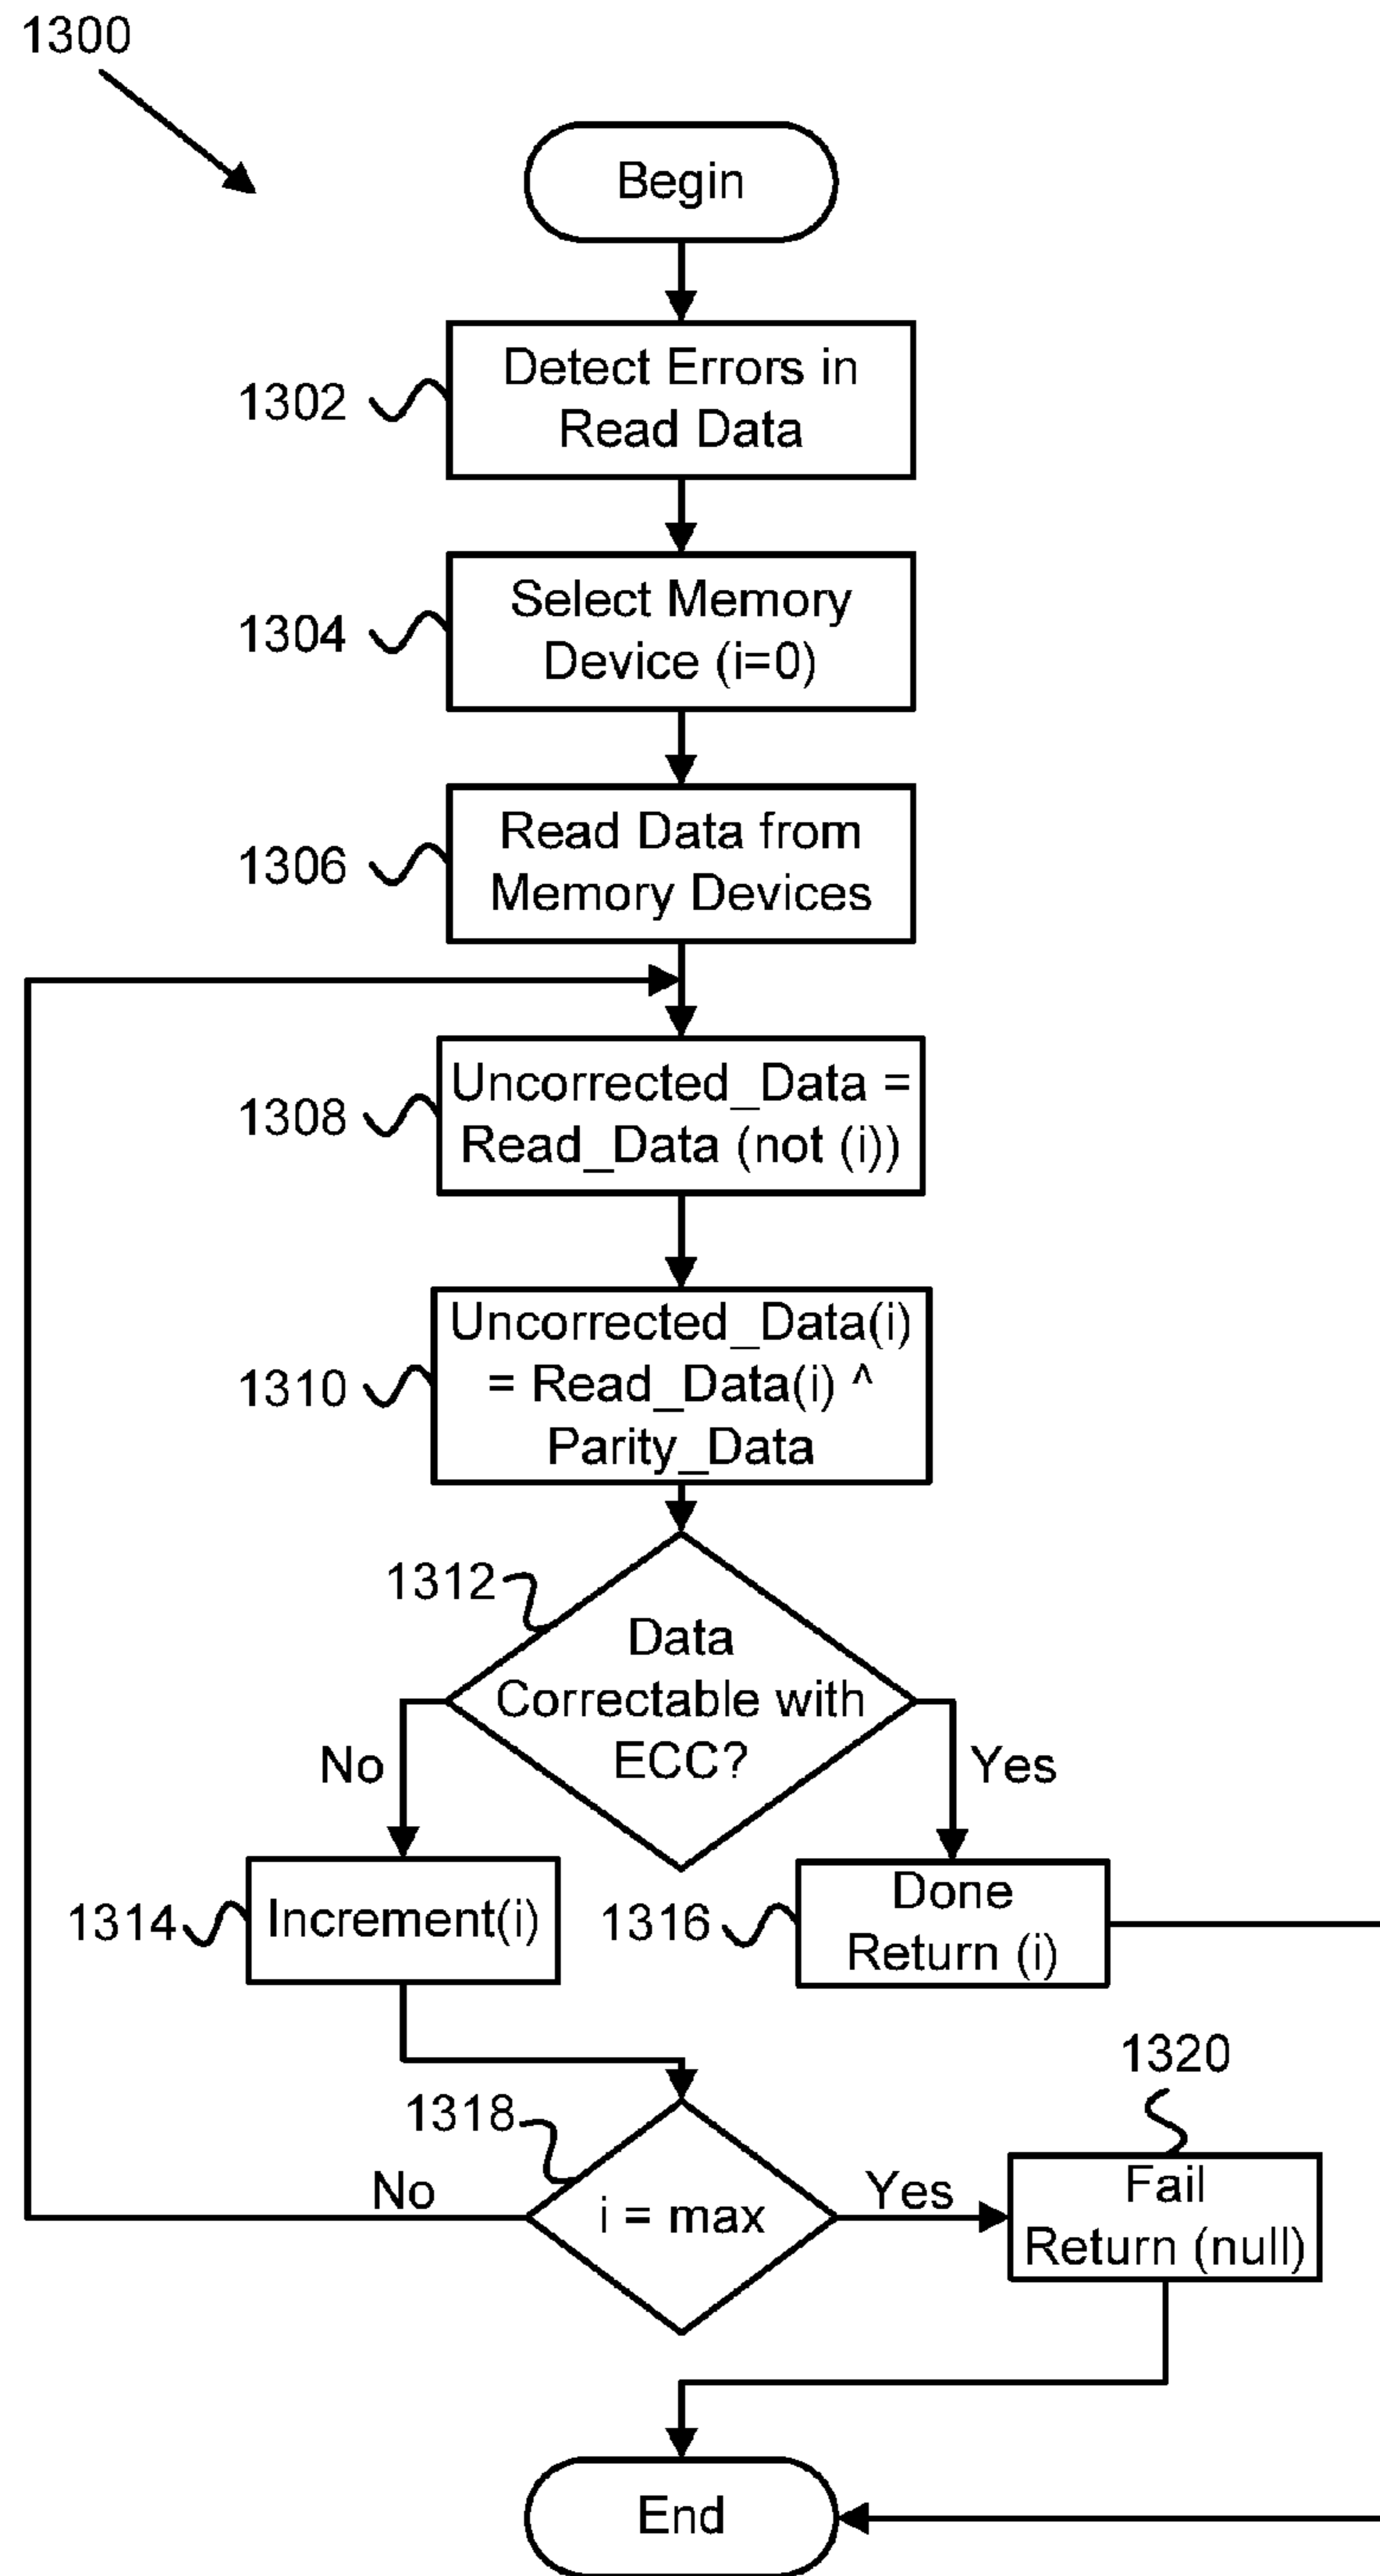 1300
Begin
1302
Detect Errors in
Read Data
1304
Select Memory
Device (i=0)
1306
Read Data from
Memory Devices
1308
Uncorrected_Data =
Read_Data (not (i))
1310
Uncorrected_Data(i)
= Read_Data(i) ^
Parity_Data
1312
Data
Correctable with
ECC?
No
Yes
1314
Increment(i)
1316
Done
Return (i)
1318
i = max
No
Yes
1320
Fail
Return (null)
End